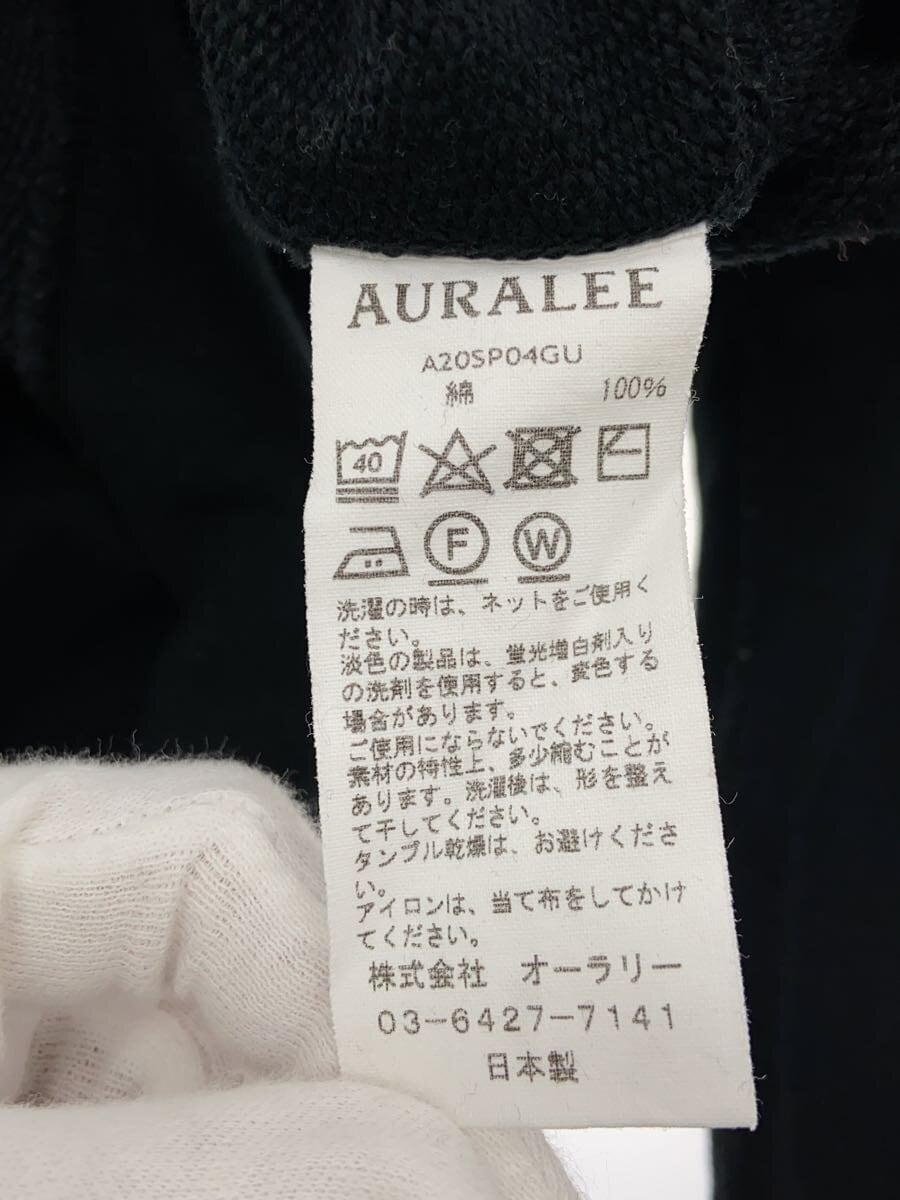 AURALEE
A20SP04GU
綿 100%
40
F W
洗濯の時は、ネットをご使用く
ださい。
淡色の製品は、蛍光増白剤入り
の洗剤を使用すると、変色する
場合があります。
ご使用にならないでください。
素材の特性上、多少縮むことが
あります。洗濯後は、形を整え
て干してください。
タンブル乾燥は、お避けくださ
い。
アイロンは、当て布をしてかけ
てください。
株式会社 オーラリー
03-6427-7141
日本製